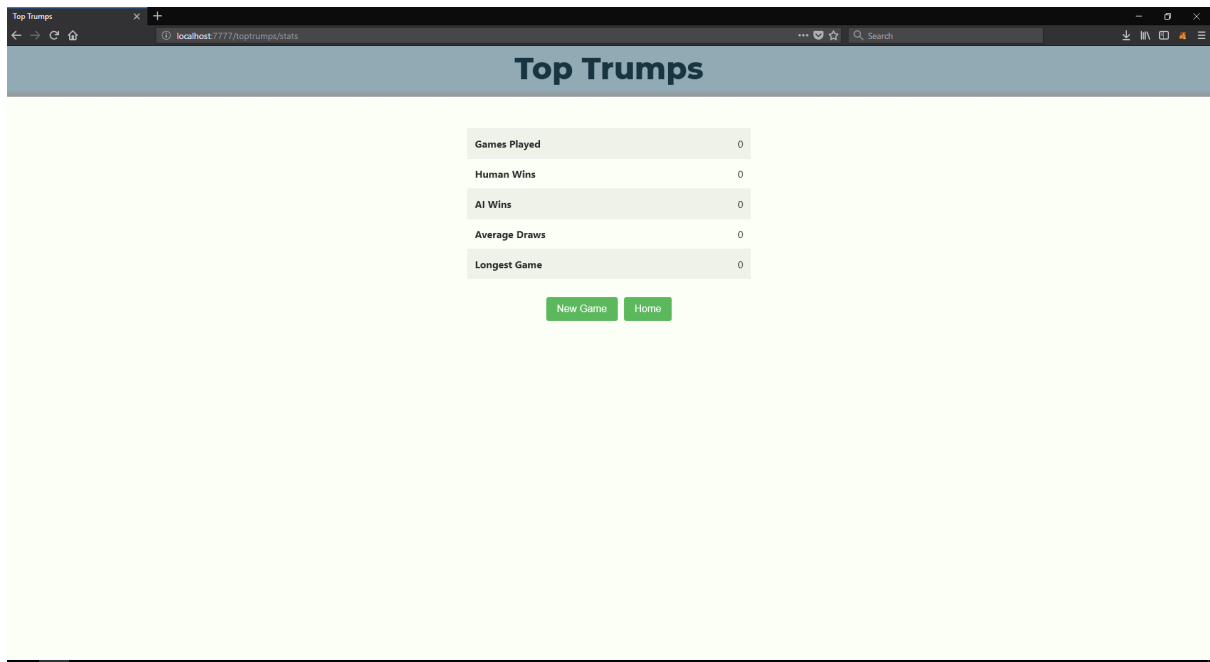 Top Trumps
localhost:7777/toptrumps/stats
Search
Top Trumps
Games Played 0
Human Wins 0
AI Wins 0
Average Draws 0
Longest Game 0
New Game Home